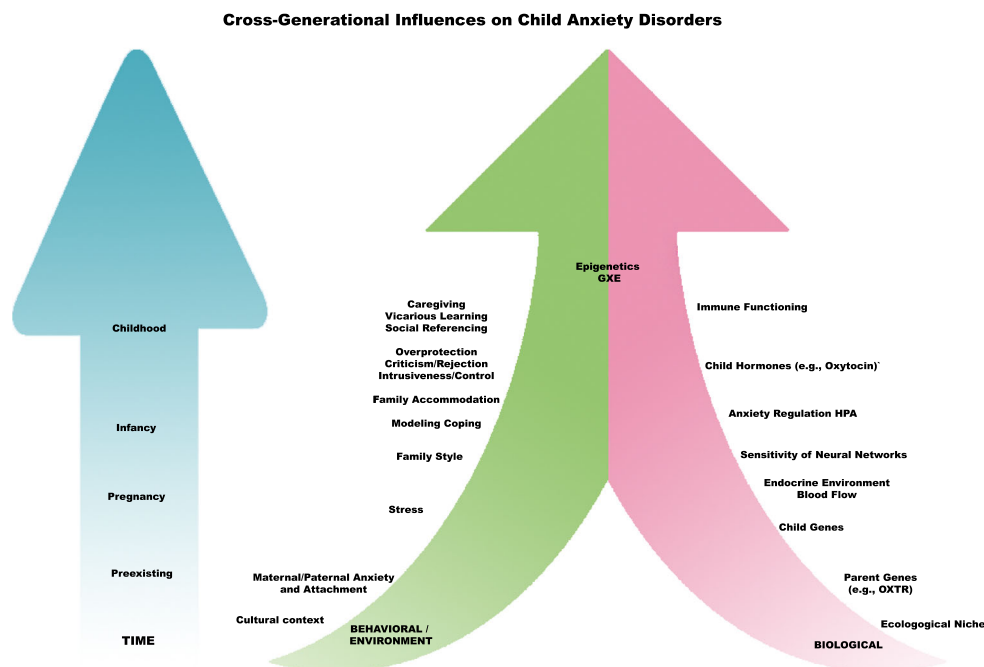 Cross-Generational Influences on Child Anxiety Disorders
Childhood
Infancy
Pregnancy
Preexisting
TIME
Epigenetics
GXE
Caregiving
Vicarious Learning
Social Referencing
Overprotection
Criticism/Rejection
Intrusiveness/Control
Family Accommodation
Modeling Coping
Family Style
Stress
Maternal/Paternal Anxiety
and Attachment
Cultural context
BEHAVIORAL /
ENVIRONMENT
Immune Functioning
Child Hormones (e.g., Oxytocin)`
Anxiety Regulation HPA
Sensitivity of Neural Networks
Endocrine Environment
Blood Flow
Child Genes
Parent Genes
(e.g., OXTR)
Ecologogical Niche
BIOLOGICAL